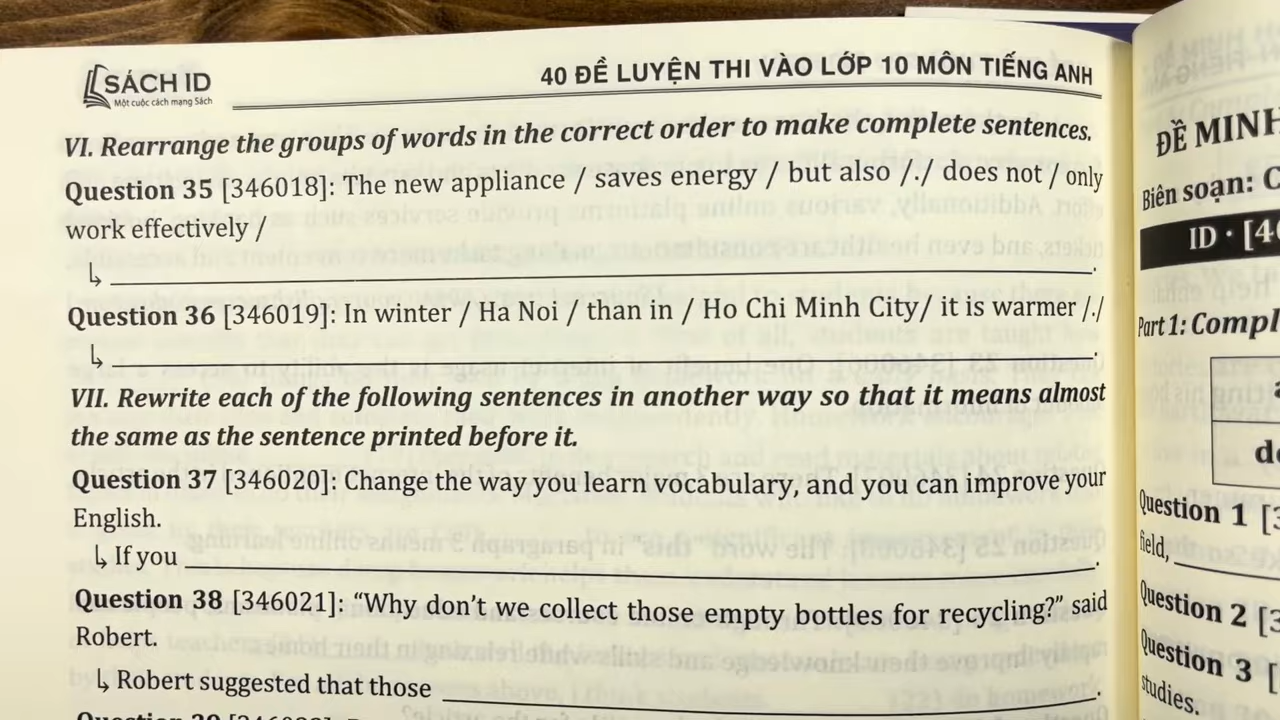 SÁCH ID
Một cuộc cách mạng Sách
40 ĐỀ LUYỆN THI VÀO LỚP 10 MÔN TIẾNG ANH
VI. Rearrange the groups of words in the correct order to make complete sentences.
Question 35 [346018]: The new appliance / saves energy / but also /./ does not / only
work effectively /
Question 36 [346019]: In winter / Ha Noi / than in / Ho Chi Minh City/ it is warmer /./
VII. Rewrite each of the following sentences in another way so that it means almost
the same as the sentence printed before it.
Question 37 [346020]: Change the way you learn vocabulary, and you can improve your
English.
↳ If you
Question 38 [346021]: “Why don’t we collect those empty bottles for recycling?” said
Robert.
↳ Robert suggested that those
ĐỀ MINH
Biên soạn:
ID · [
Part 1: Compl
Question 1 [
field,
Question 2 [
Question 3 [
studies.